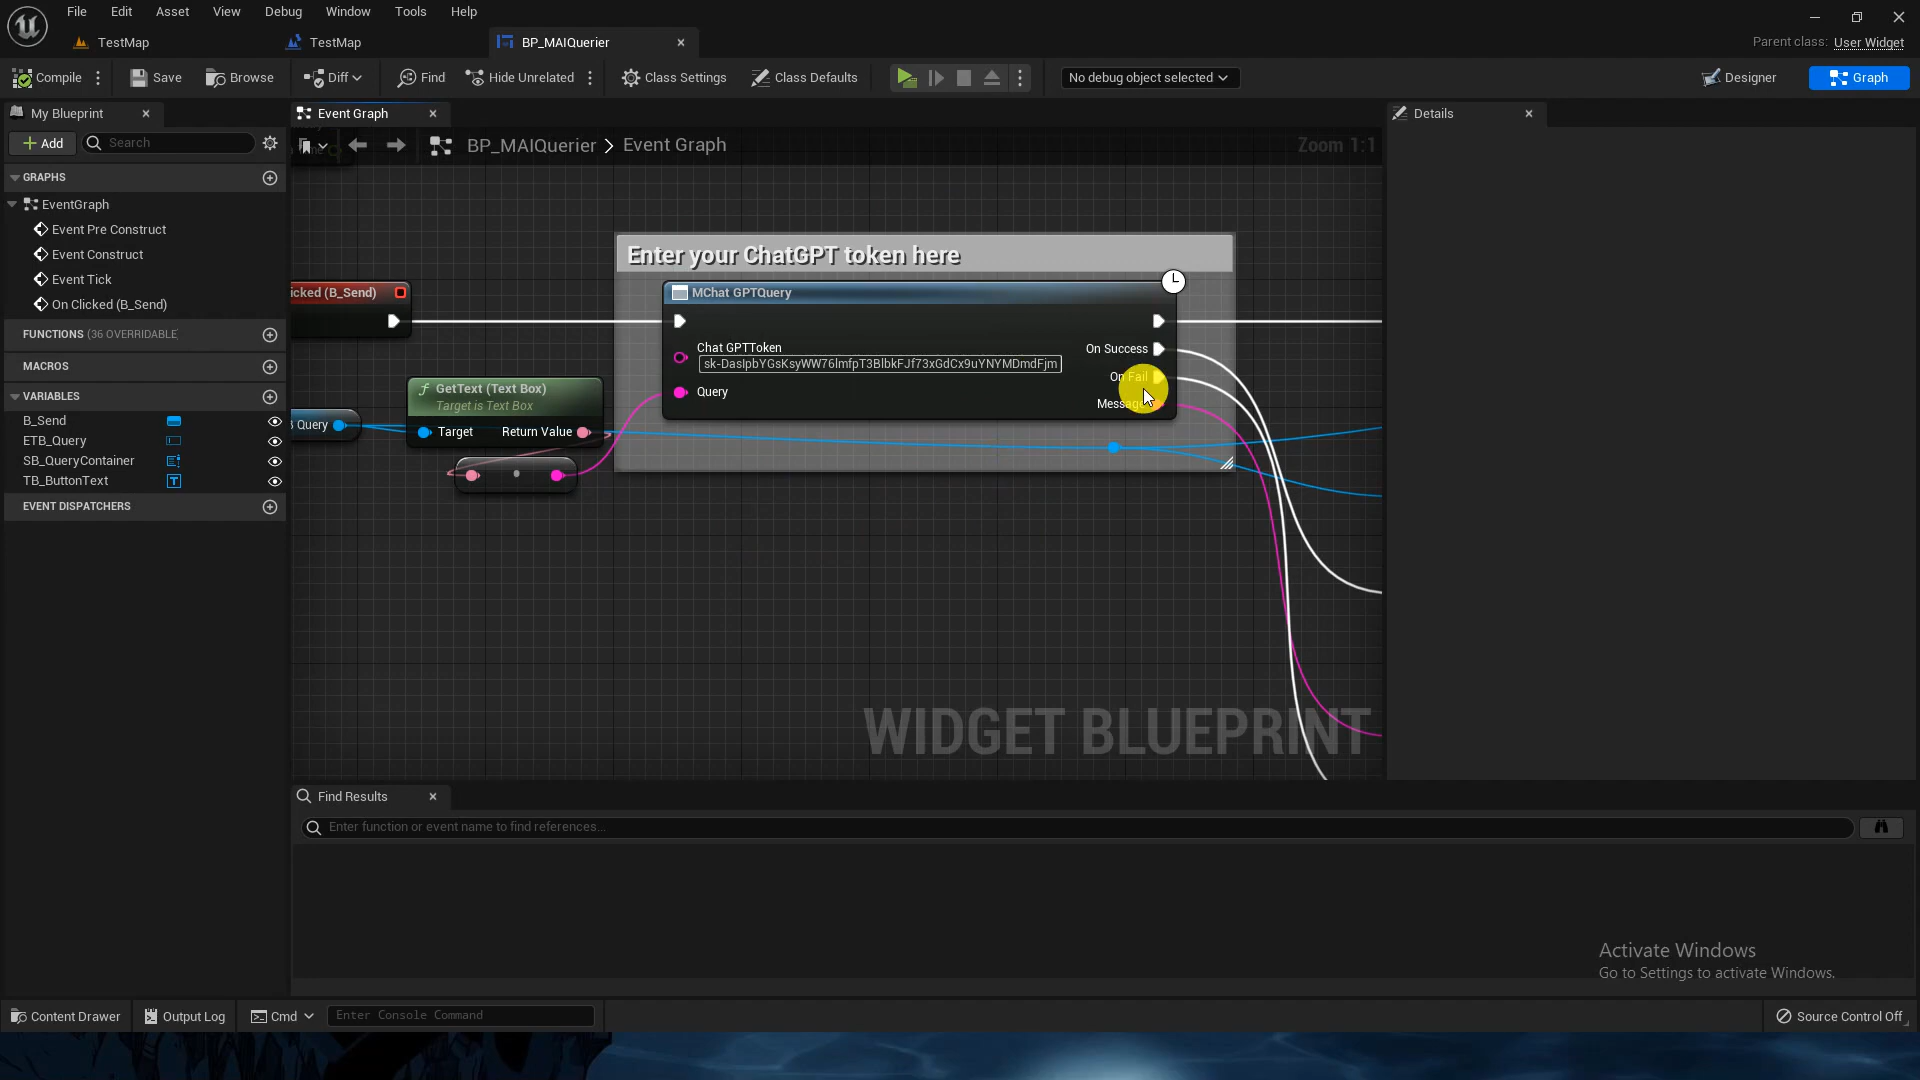 File Edit Asset View Debug Window Tools Help
TestMap TestMap BP_MAIQuerier
Parent class: User Widget
Compile Save Browse Diff Find Hide Unrelated Class Settings Class Defaults No debug object selected Designer Graph
My Blueprint Event Graph Details
Add Search
BP_MAIQuerier > Event Graph Zoom 1:1
GRAPHS
EventGraph
Event Pre Construct
Event Construct
Event Tick
On Clicked (B_Send)
FUNCTIONS (36 OVERRIDABLE
MACROS
VARIABLES
B_Send
ETB_Query
SB_QueryContainer
TB_ButtonText
EVENT DISPATCHERS
Enter your ChatGPT token here
icked (B_Send)
MChat GPTQuery
Chat GPTToken
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
Query
On Success
On Fail
Message
GetText (Text Box)
Target is Text Box
Target Return Value
Query
WIDGET BLUEPRINT
Find Results
Enter function or event name to find references...
Activate Windows
Go to Settings to activate Windows.
Content Drawer Output Log Cmd Enter Console Command Source Control Off